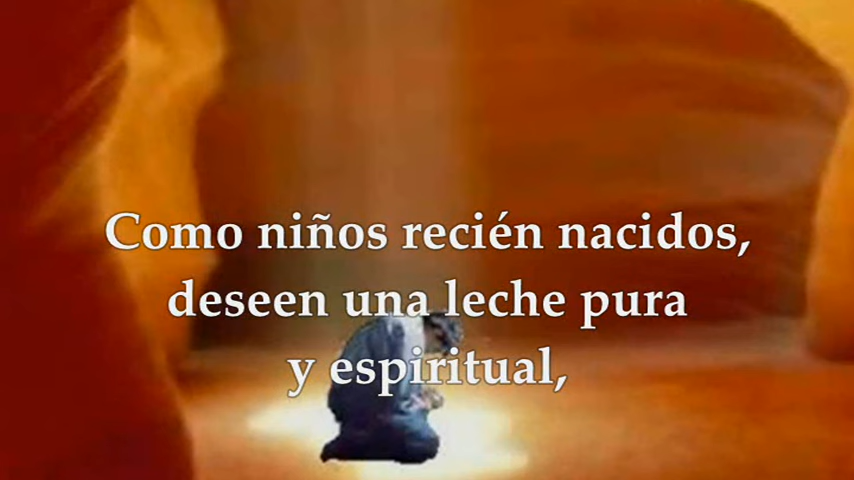 Como niños recién nacidos,
deseen una leche pura
y espiritual,